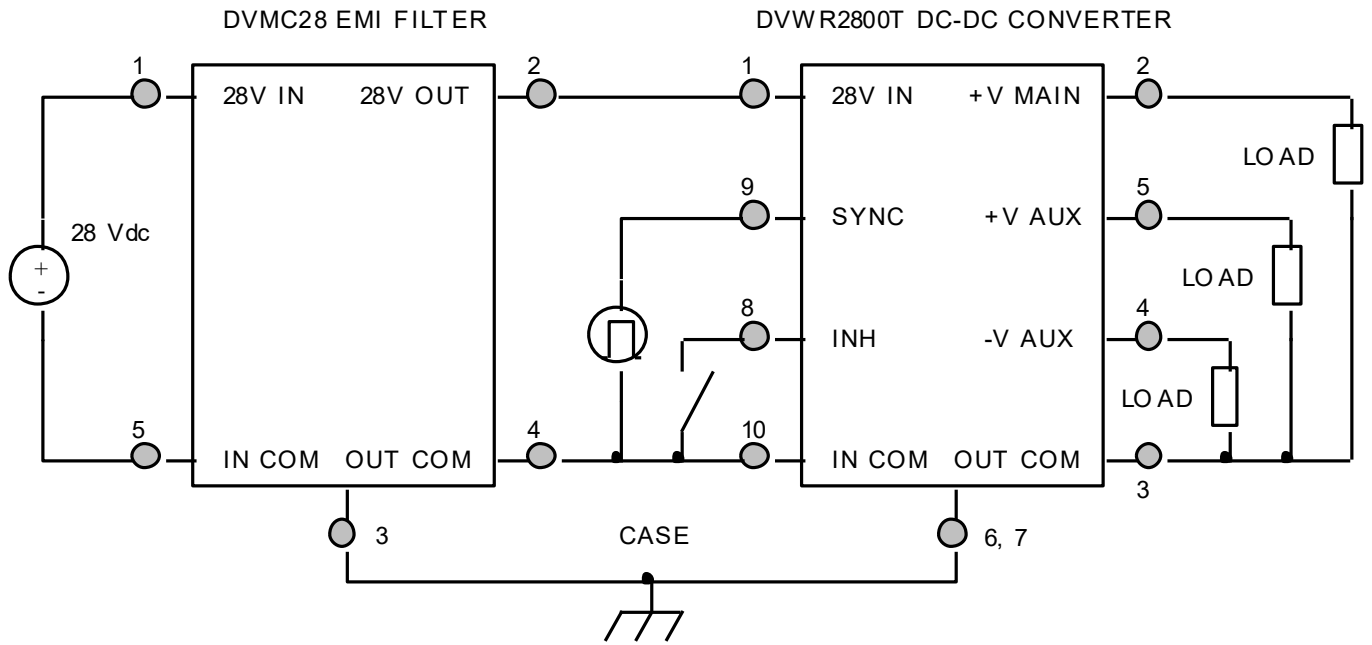 DVMC28 EMI FILTER
DVWR2800T DC-DC CONVERTER
1
28V IN
28V OUT
2
1
28V IN
+V MAIN
2
LOAD
9
SYNC
+V AUX
5
LOAD
28 Vdc
+
-
8
INH
-V AUX
4
LOAD
5
IN COM
OUT COM
4
10
IN COM
OUT COM
3
3
CASE
6, 7